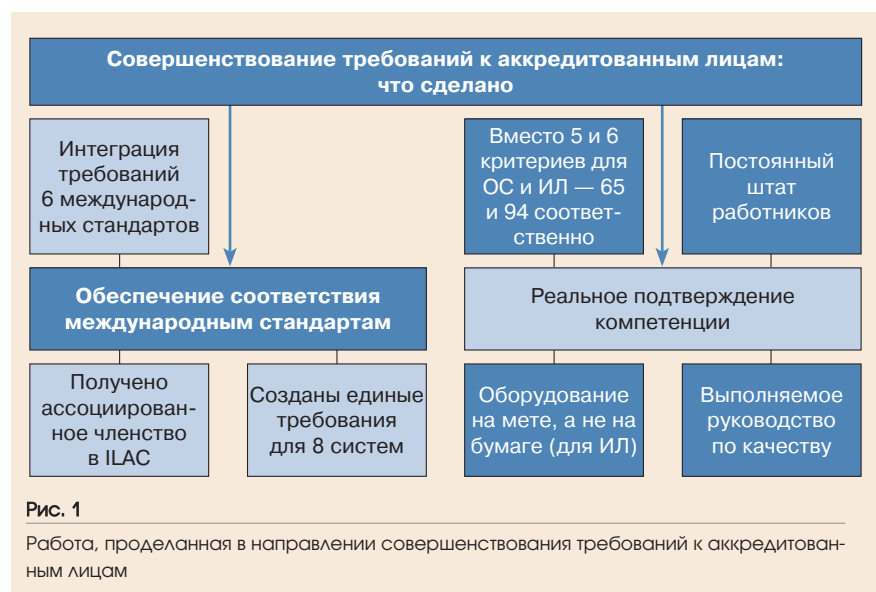 Совершенствование требований к аккредитованным лицам:
что сделано
Интеграция
требований
6 международ-
ных стандартов
Вместо 5 и 6
критериев для
ОС и ИЛ — 65
и 94 соответ-
ственно
Постоянный
штат
работников
Обеспечение соответствия
международным стандартам
Реальное подтверждение
компетенции
Получено
ассоциирован-
ное членство
в ILAC
Созданы единые
требования
для 8 систем
Оборудование
на мете, а не на
бумаге (для ИЛ)
Выполняемое
руководство
по качеству
Рис. 1
Работа, проделанная в направлении совершенствования требований к аккредитован-
ным лицам